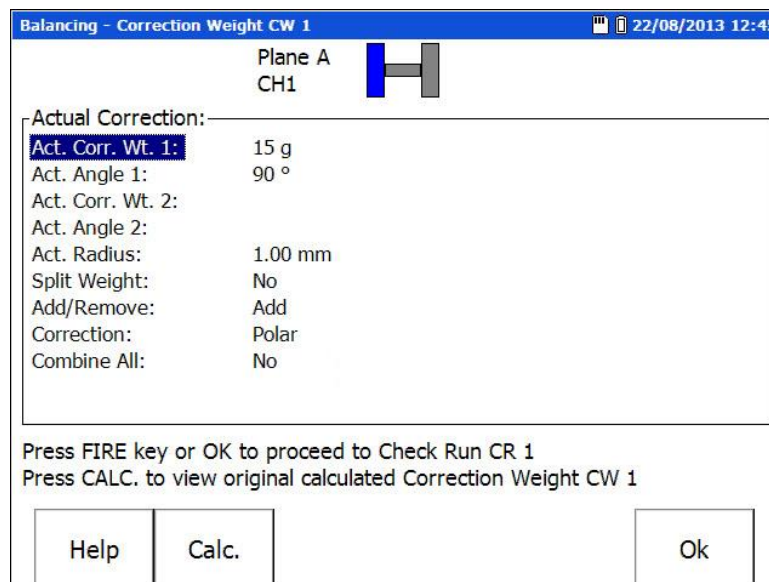 Balancing - Correction Weight CW 1 22/08/2013 12:45
Plane A
CH1
Actual Correction:
Act. Corr. Wt. 1: 15 g
Act. Angle 1: 90 °
Act. Corr. Wt. 2:
Act. Angle 2:
Act. Radius: 1.00 mm
Split Weight: No
Add/Remove: Add
Correction: Polar
Combine All: No
Press FIRE key or OK to proceed to Check Run CR 1
Press CALC. to view original calculated Correction Weight CW 1
Help Calc. Ok